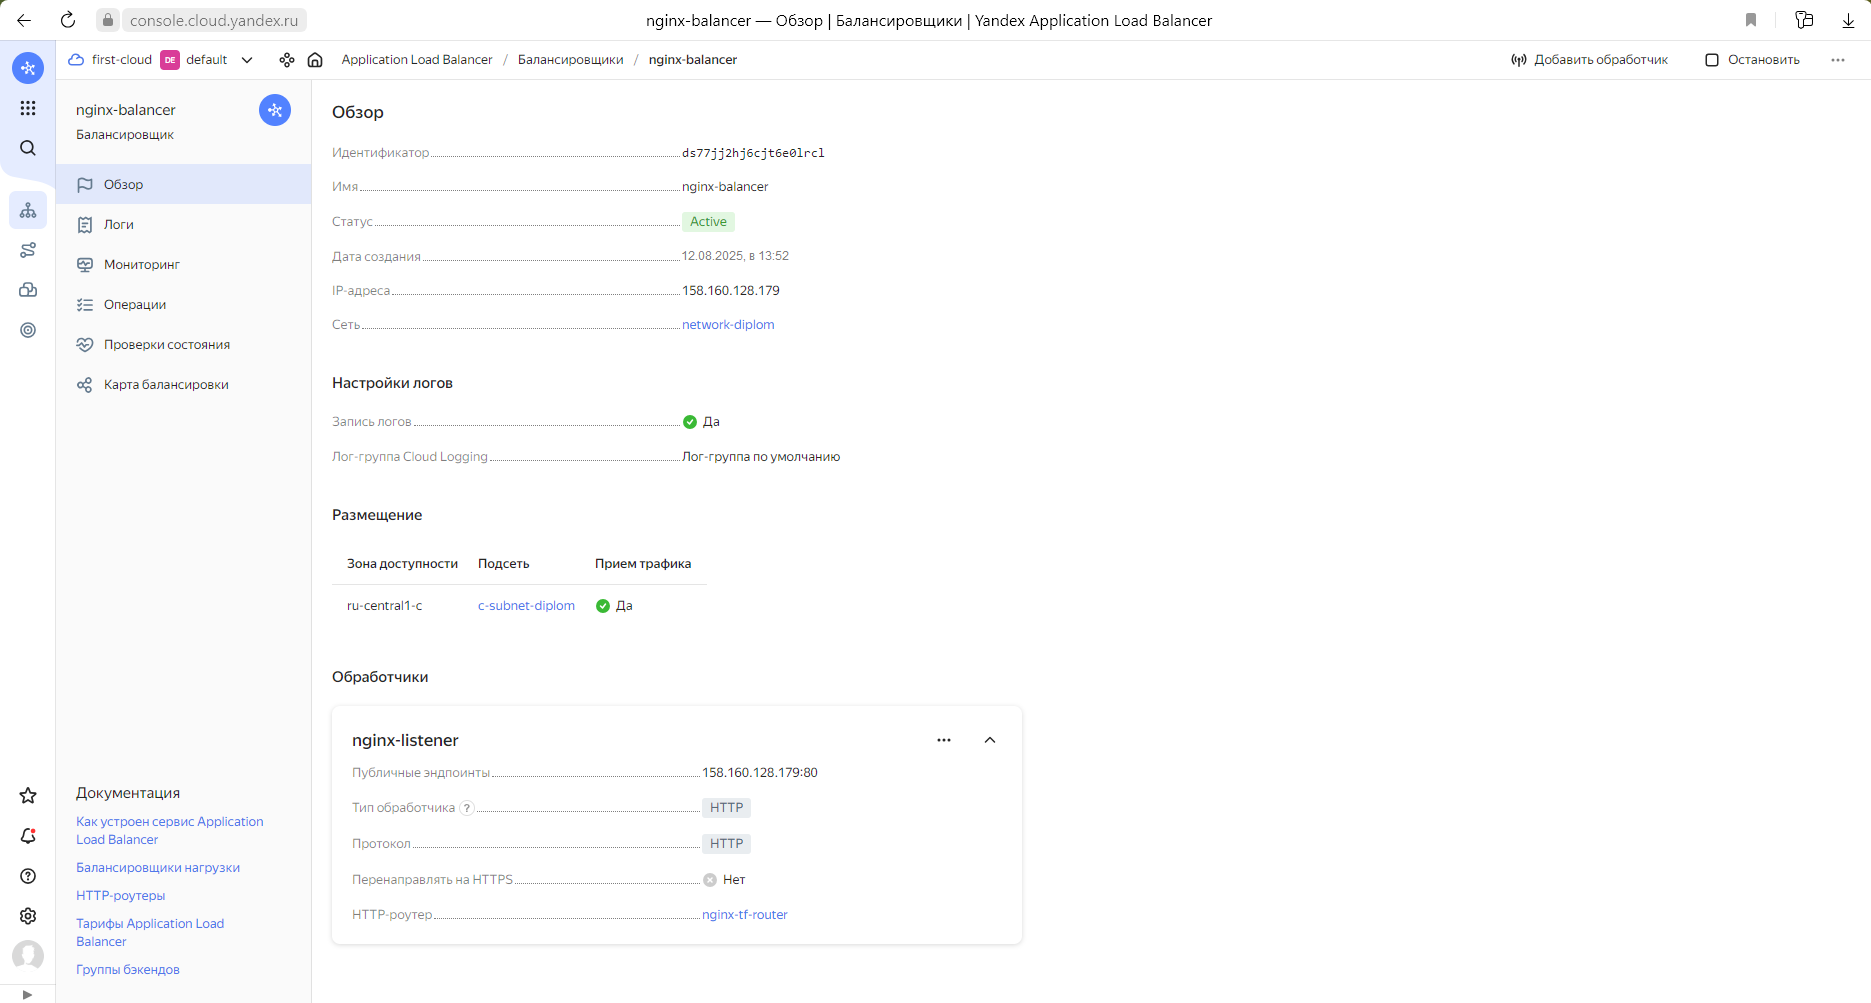 console.cloud.yandex.ru
nginx-balancer — Обзор | Балансировщики | Yandex Application Load Balancer
first-cloud DE default Application Load Balancer / Балансировщики / nginx-balancer Добавить обработчик Остановить
nginx-balancer
Балансировщик
Обзор
Логи
Мониторинг
Операции
Проверки состояния
Карта балансировки
Документация
Как устроен сервис Application
Load Balancer
Балансировщики нагрузки
HTTP-роутеры
Тарифы Application Load
Balancer
Группы бэкендов
Обзор
Идентификатор ds77jj2hj6cjt6e0lrcl
Имя nginx-balancer
Статус Active
Дата создания 12.08.2025, в 13:52
IP-адреса 158.160.128.179
Сеть network-diplom
Настройки логов
Запись логов Да
Лог-группа Cloud Logging Лог-группа по умолчанию
Размещение
Зона доступности Подсеть Прием трафика
ru-central1-c c-subnet-diplom Да
Обработчики
nginx-listener
Публичные эндпоинты 158.160.128.179:80
Тип обработчика ? HTTP
Протокол HTTP
Перенаправлять на HTTPS Нет
HTTP-роутер nginx-tf-router